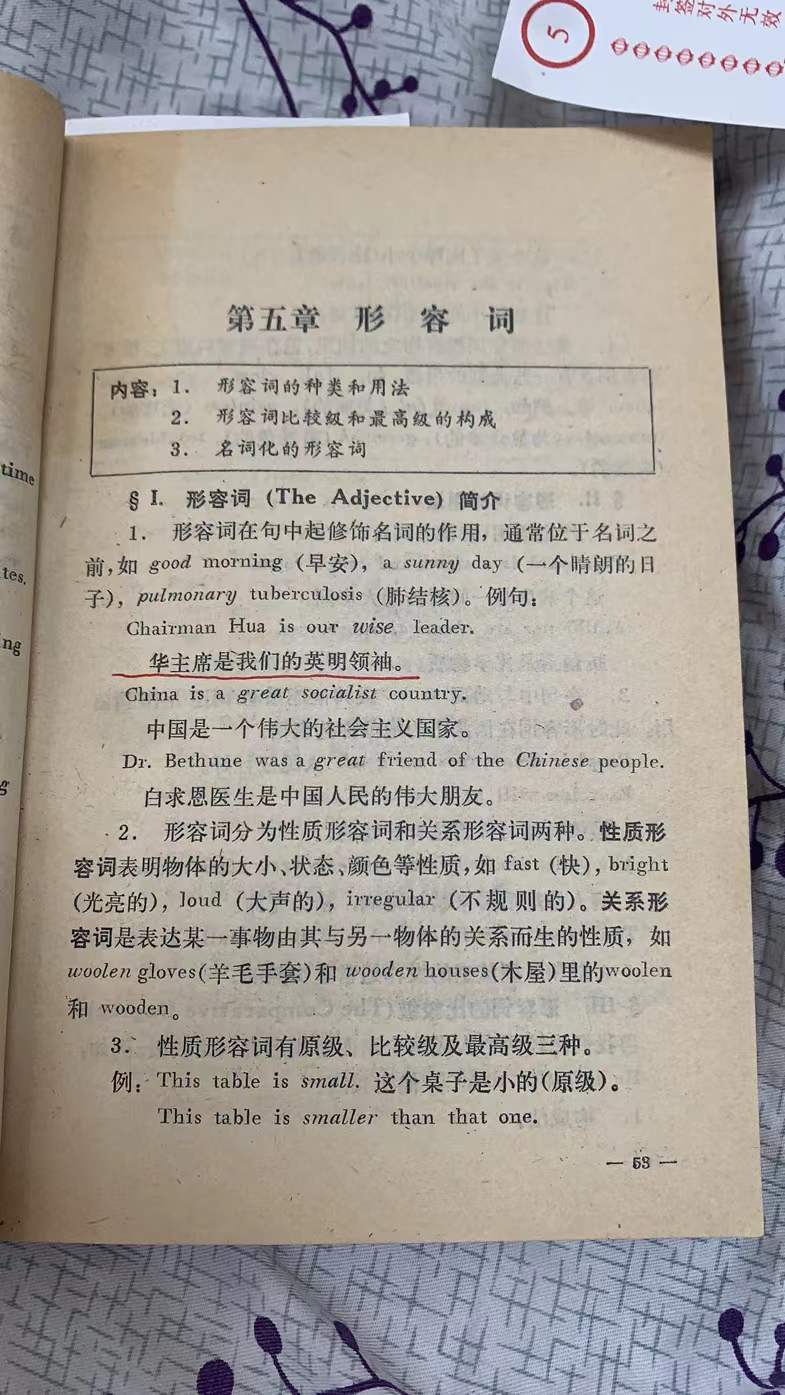 封签对外无效
5
time
tes.
ng
g
第五章 形 容 词
内容：1. 形容词的种类和用法
2. 形容词比较级和最高级的构成
3. 名词化的形容词
§ I. 形容词 (The Adjective) 简介
1. 形容词在句中起修饰名词的作用，通常位于名词之
前，如 good morning (早安)，a sunny day (一个晴朗的日
子)，pulmonary tuberculosis (肺结核)。例句：
Chairman Hua is our wise leader.
华主席是我们的英明领袖。
China is a great socialist country.
中国是一个伟大的社会主义国家。
Dr. Bethune was a great friend of the Chinese people.
白求恩医生是中国人民的伟大朋友。
2. 形容词分为性质形容词和关系形容词两种。性质形
容词表明物体的大小、状态、颜色等性质，如 fast (快)，bright
(光亮的)，loud (大声的)，irregular (不规则的)。关系形
容词是表达某一事物由其与另一物体的关系而生的性质，如
woolen gloves(羊毛手套)和 wooden houses(木屋)里的woolen
和 wooden。
3. 性质形容词有原级、比较级及最高级三种。
例：This table is small. 这个桌子是小的(原级)。
This table is smaller than that one.
— 53 —